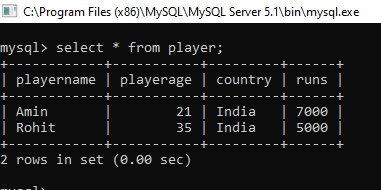 C:\Program Files (x86)\MySQL\MySQL Server 5.1\bin\mysql.exe
mysql> select * from player;
+------------+-----------+---------+------+
| playername | playerage | country | runs |
+------------+-----------+---------+------+
| Amin       |        21 | India   | 7000 |
| Rohit      |        35 | India   | 5000 |
+------------+-----------+---------+------+
2 rows in set (0.00 sec)
mysql>